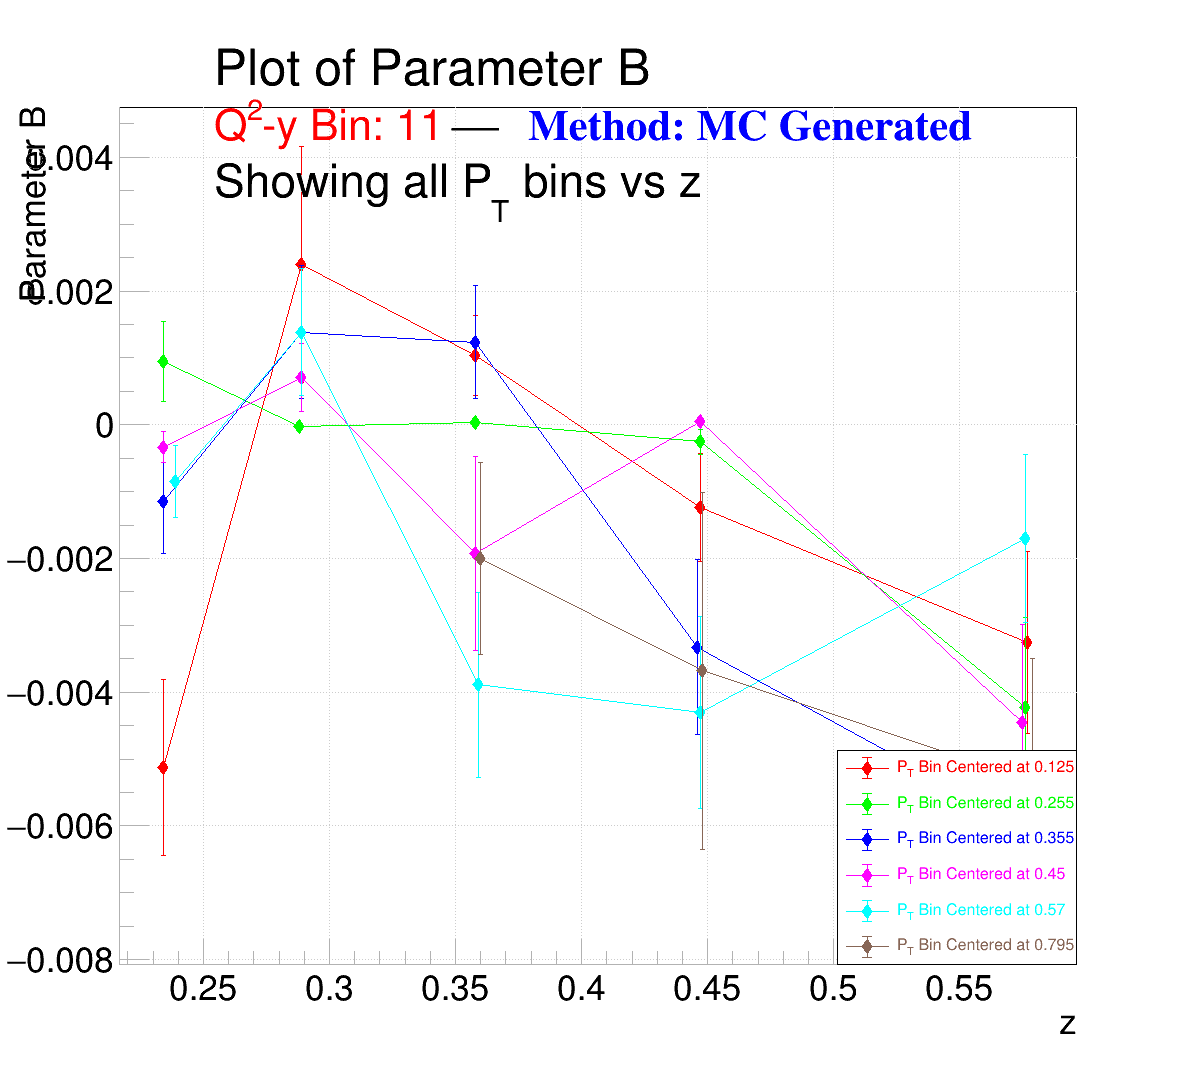 Plot of Parameter B
Q2-y Bin: 11 — Method: MC Generated
Showing all PT bins vs z
Parameter B
0.004
0.002
0
−0.002
−0.004
−0.006
−0.008
PT Bin Centered at 0.125
PT Bin Centered at 0.255
PT Bin Centered at 0.355
PT Bin Centered at 0.45
PT Bin Centered at 0.57
PT Bin Centered at 0.795
0.25 0.3 0.35 0.4 0.45 0.5 0.55
z